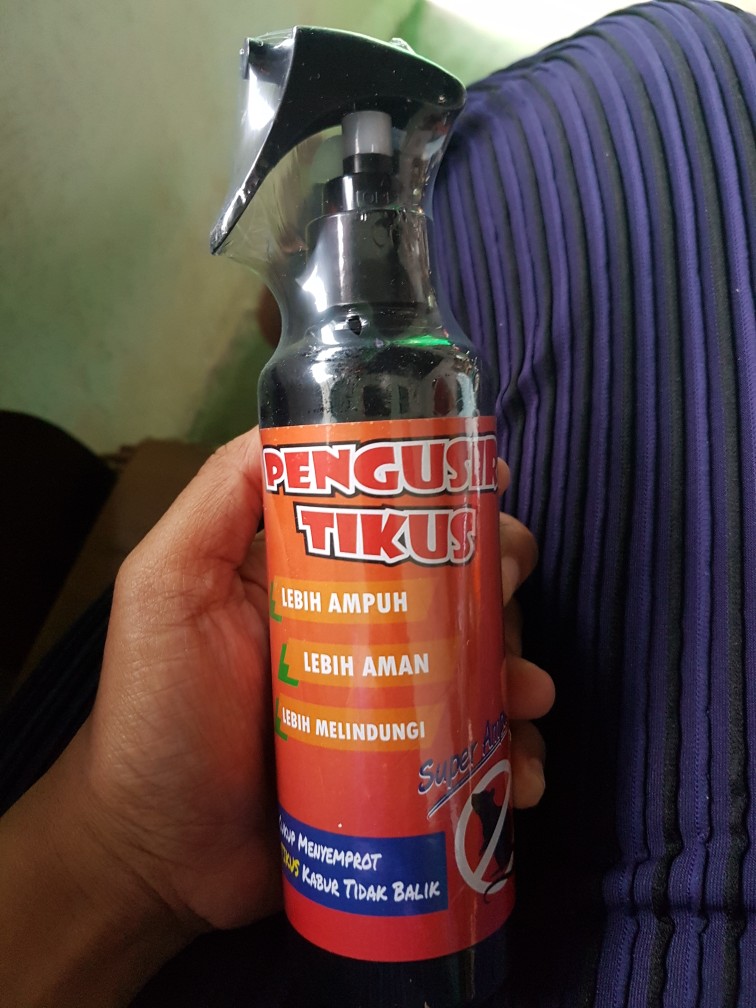 PENGUSIR
TIKUS
LEBIH AMPUH
LEBIH AMAN
LEBIH MELINDUNGI
Super
MENYEMPROT
TIKUS KABUR TIDAK BALIK